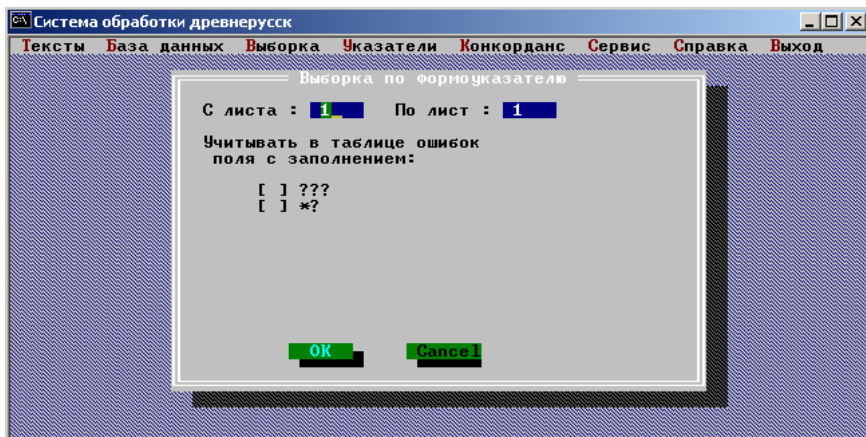 Система обработки древнерусск
Тексты База данных Выборка Указатели Конкорданс Сервис Справка Выход
Выборка по формоуказателю
С листа : 1 По лист : 1
Учитывать в таблице ошибок
поля с заполнением:
[ ] ???
[ ] *?
OK Cancel